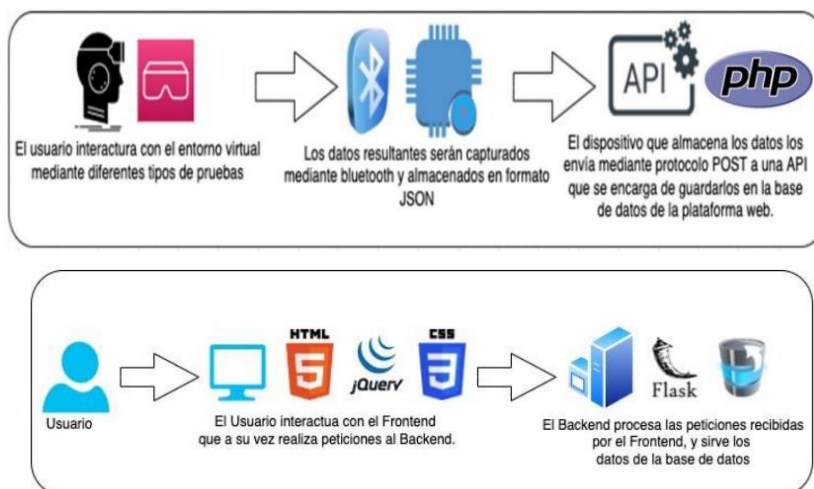 El usuario interactura con el entorno virtual
mediante diferentes tipos de pruebas
Los datos resultantes serán capturados
mediante bluetooth y almacenados en formato
JSON
API
php
El dispositivo que almacena los datos los
envía mediante protocolo POST a una API
que se encarga de guardarlos en la base
de datos de la plataforma web.
Usuario
HTML
5
jQuery
CSS
3
El Usuario interactua con el Frontend
que a su vez realiza peticiones al Backend.
Flask
El Backend procesa las peticiones recibidas
por el Frontend, y sirve los
datos de la base de datos